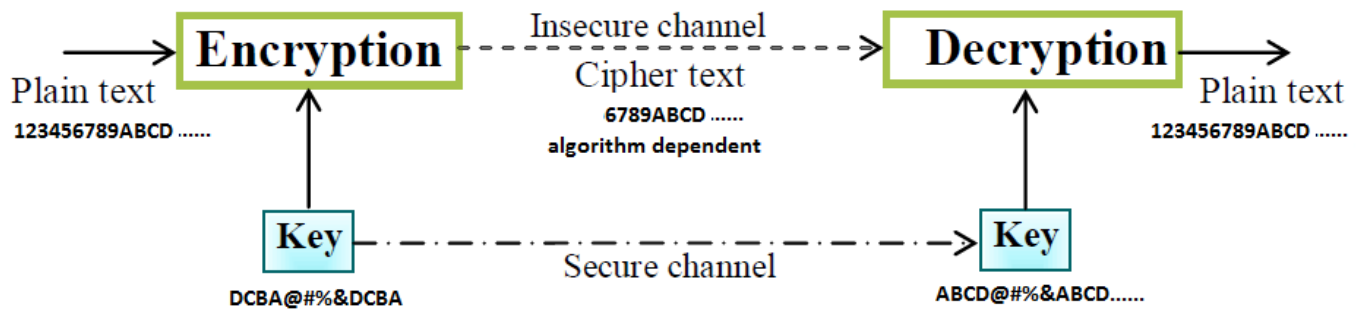 Insecure channel
Encryption
Decryption
Plain text
Cipher text
Plain text
123456789ABCD ......
6789ABCD ......
123456789ABCD ......
algorithm dependent
Key
Key
Secure channel
DCBA@#%&DCBA
ABCD@#%&ABCD......